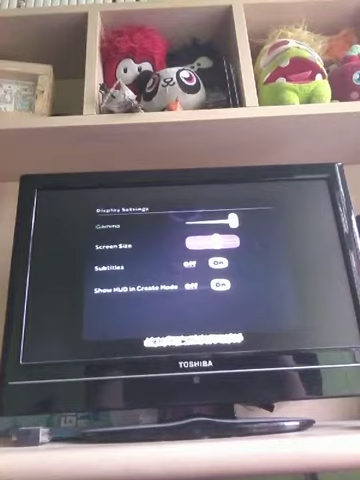 Display Settings
Gamma
Screen Size
Subtitles Off On
Show HUD in Create Mode Off On
TOSHIBA